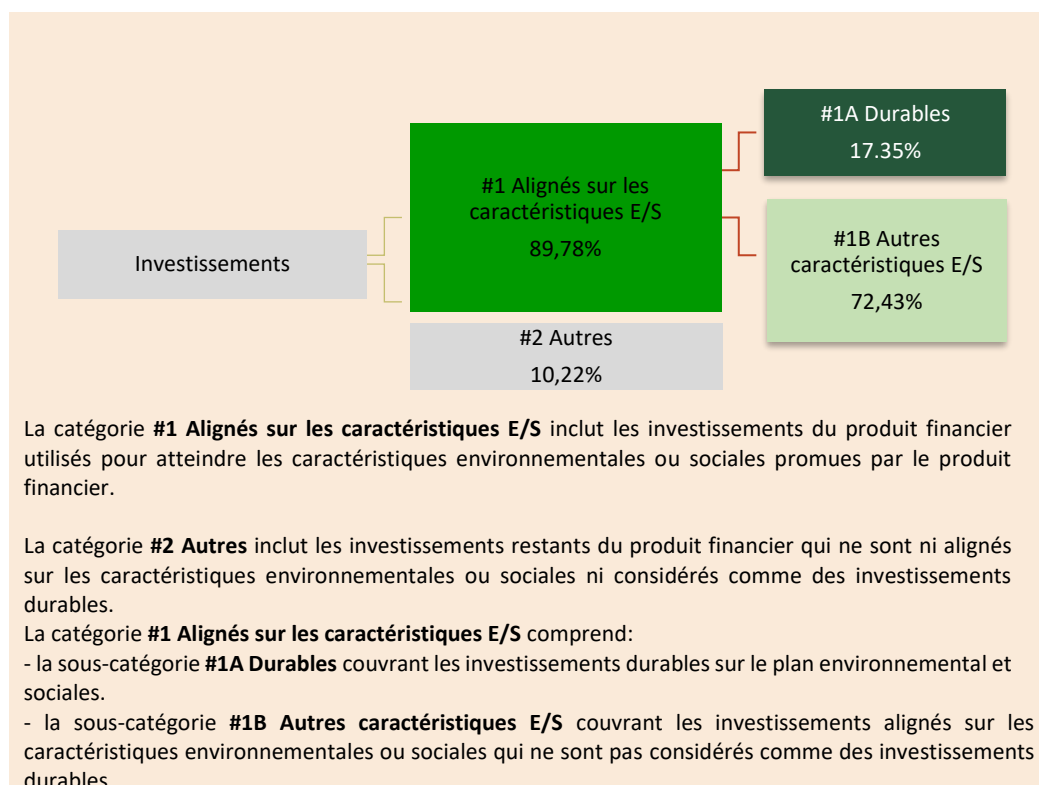 #1A Durables
17.35%
#1 Alignés sur les
caractéristiques E/S
89,78%
Investissements
#1B Autres
caractéristiques E/S
72,43%
#2 Autres
10,22%
La catégorie #1 Alignés sur les caractéristiques E/S inclut les investissements du produit financier
utilisés pour atteindre les caractéristiques environnementales ou sociales promues par le produit
financier.
La catégorie #2 Autres inclut les investissements restants du produit financier qui ne sont ni alignés
sur les caractéristiques environnementales ou sociales ni considérés comme des investissements
durables.
La catégorie #1 Alignés sur les caractéristiques E/S comprend:
- la sous-catégorie #1A Durables couvrant les investissements durables sur le plan environnemental et
sociales.
- la sous-catégorie #1B Autres caractéristiques E/S couvrant les investissements alignés sur les
caractéristiques environnementales ou sociales qui ne sont pas considérés comme des investissements
durables